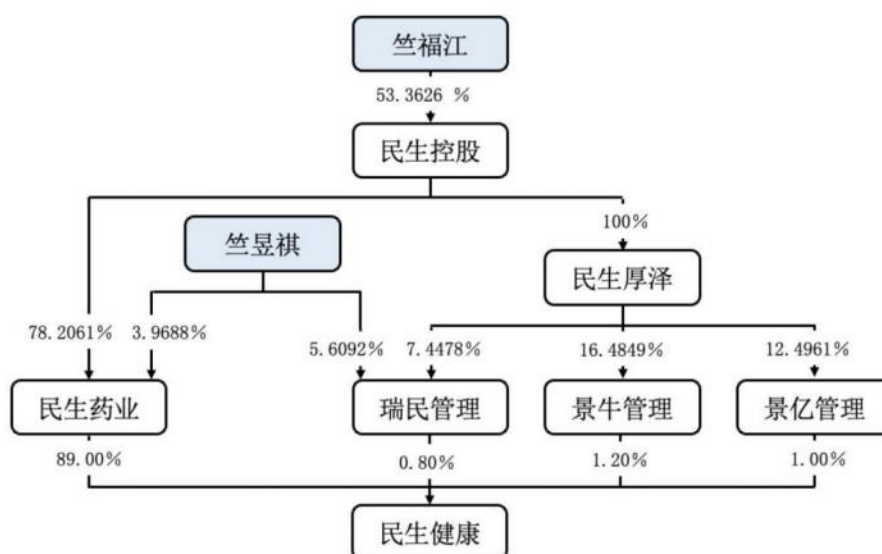 竺福江
53.3626 %
民生控股
100%
竺昱祺
民生厚泽
78.2061% 3.9688% 5.6092% 7.4478% 16.4849% 12.4961%
民生药业 瑞民管理 景牛管理 景亿管理
89.00% 0.80% 1.20% 1.00%
民生健康